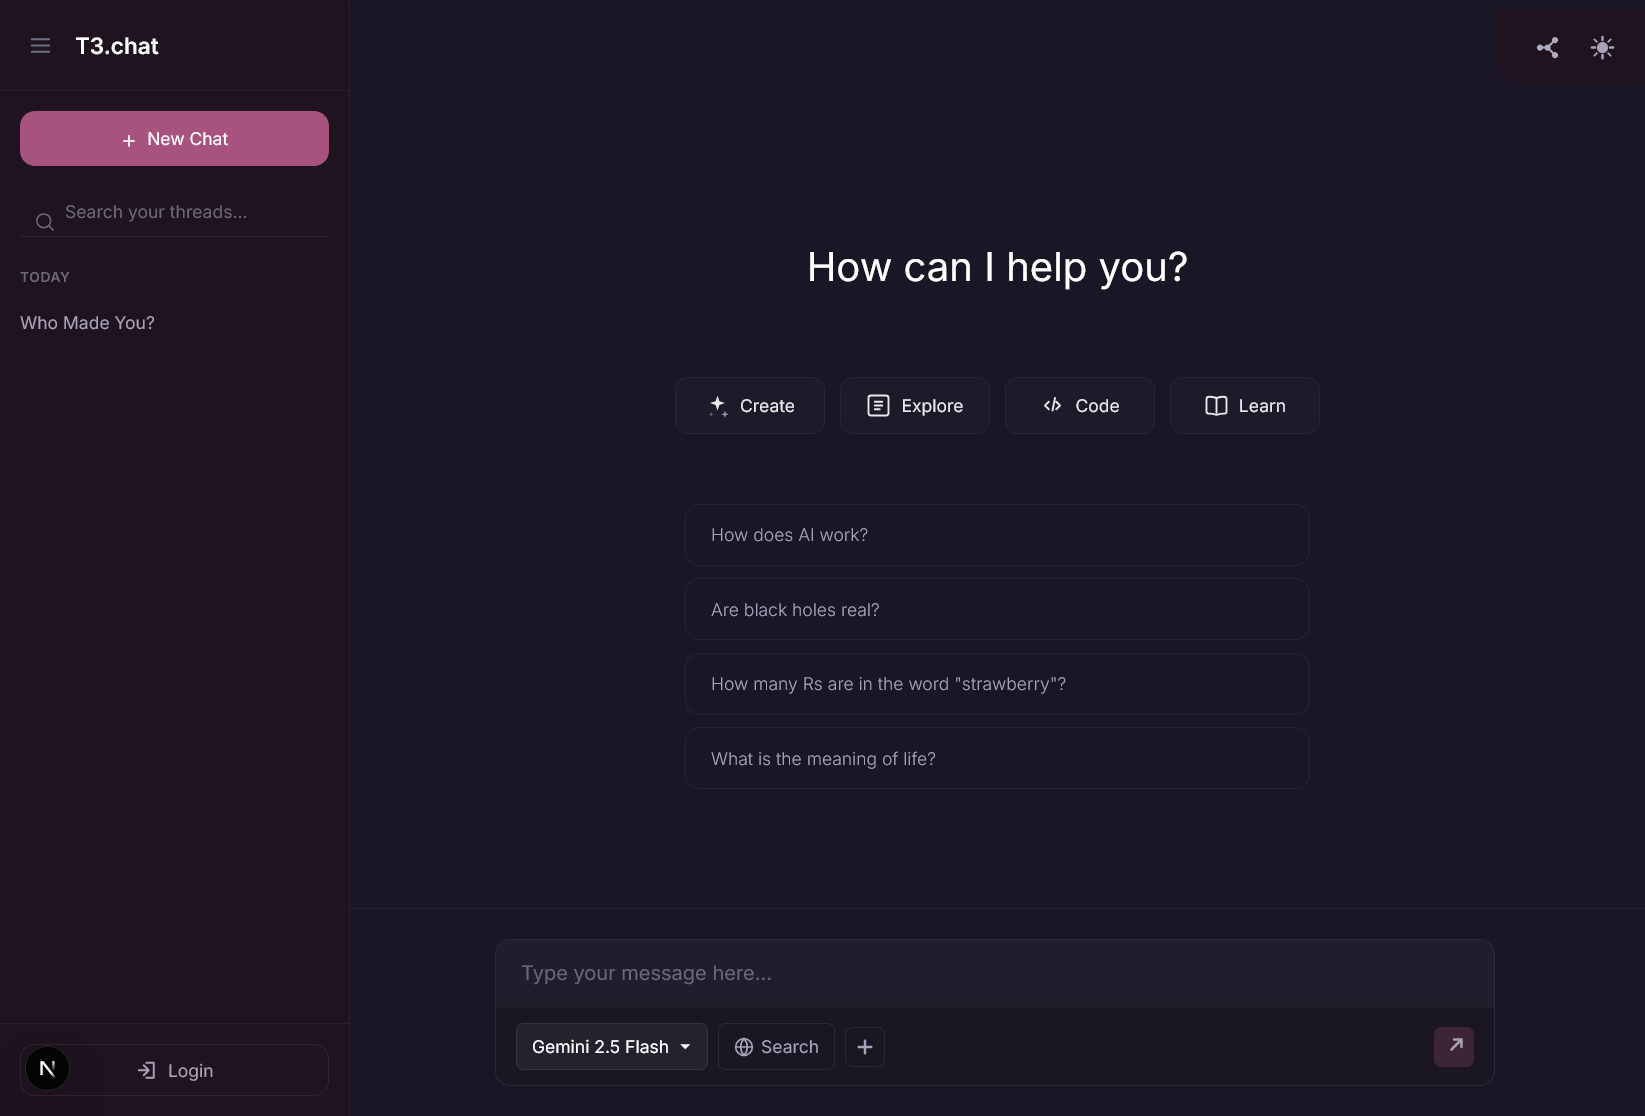 T3.chat
+ New Chat
Search your threads...
TODAY
Who Made You?
N
Login
How can I help you?
Create
Explore
Code
Learn
How does AI work?
Are black holes real?
How many Rs are in the word "strawberry"?
What is the meaning of life?
Type your message here...
Gemini 2.5 Flash
Search
+